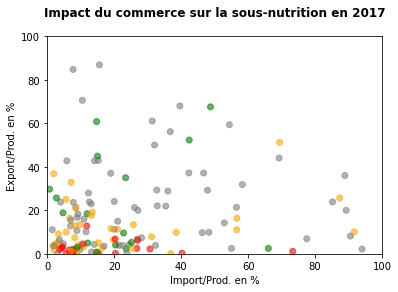 Impact du commerce sur la sous-nutrition en 2017
100
80
60
40
20
0
Export/Prod. en %
0 20 40 60 80 100
Import/Prod. en %